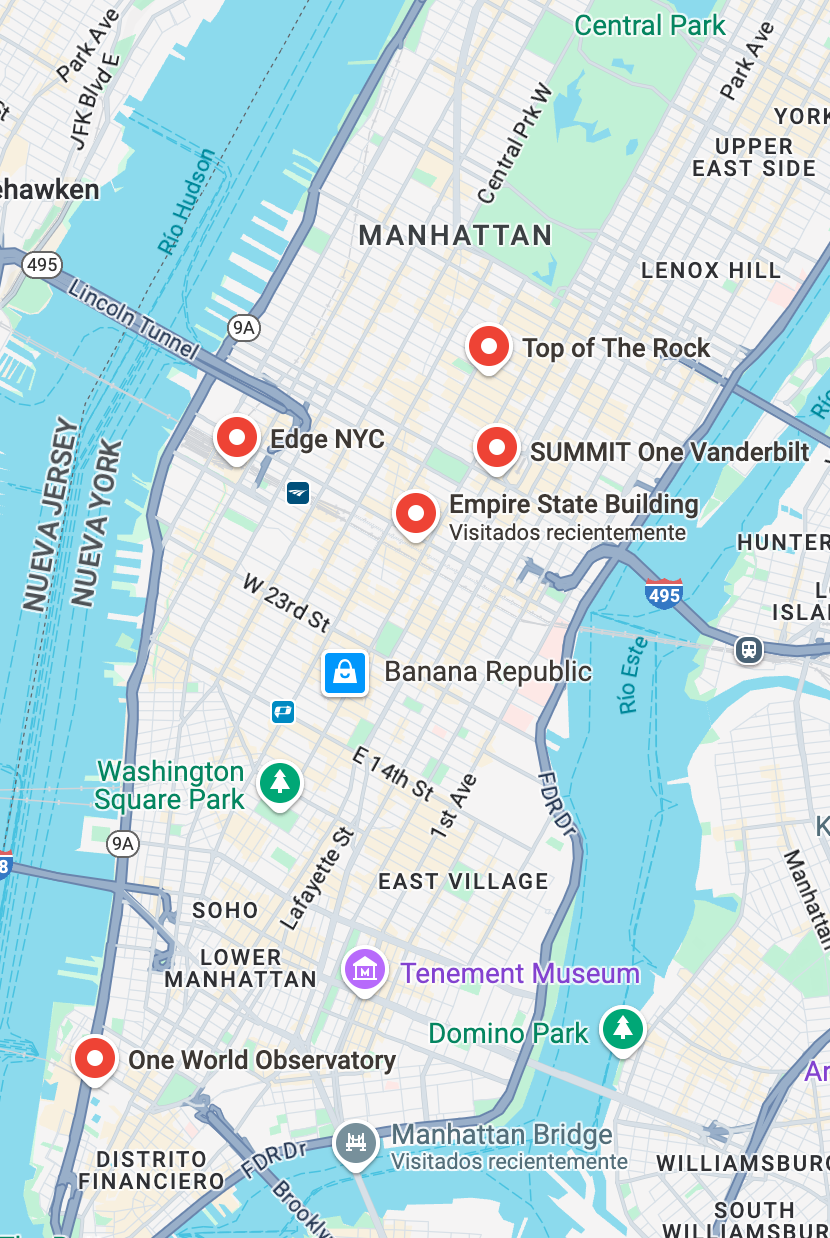 Central Park
Park Ave
Park Ave
JFK Blvd E
Central Prk W
YORK
UPPER
EAST SIDE
Río Hudson
ehawken
MANHATTAN
495
LENOX HILL
Lincoln Tunnel
9A
Top of The Rock
Edge NYC
SUMMIT One Vanderbilt
NUEVA JERSEY
NUEVA YORK
Empire State Building
Visitados recientemente
HUNTER
W 23rd St
495
ISLA
Río Este
Banana Republic
E 14th St
Washington
Square Park
1st Ave
FDR Dr
9A
Lafayette St
Manhattan
8
EAST VILLAGE
SOHO
LOWER
MANHATTAN
Tenement Museum
Domino Park
One World Observatory
Ar
Manhattan Bridge
Visitados recientemente
DISTRITO
FINANCIERO
FDR Dr
WILLIAMSBURG
Brookly
SOUTH
WILLIAMSBUR